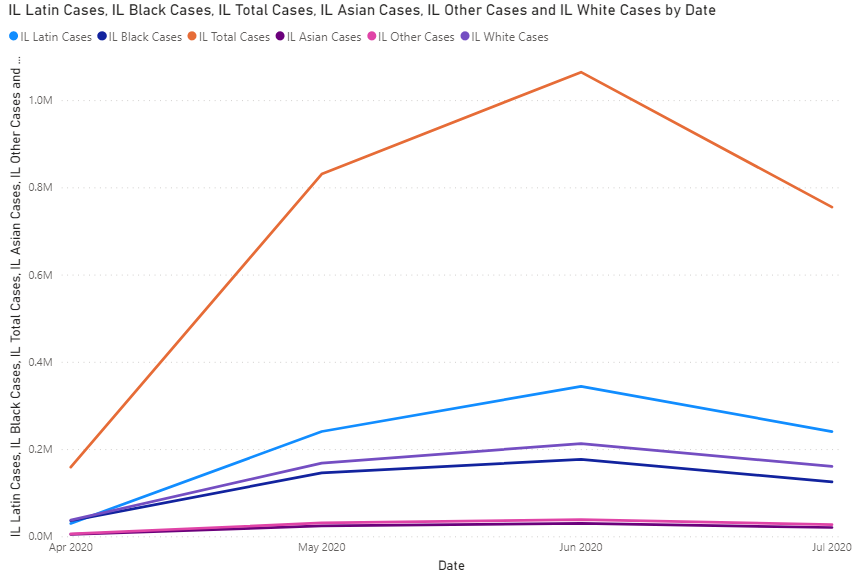 IL Latin Cases, IL Black Cases, IL Total Cases, IL Asian Cases, IL Other Cases and IL White Cases by Date
IL Latin Cases IL Black Cases IL Total Cases IL Asian Cases IL Other Cases IL White Cases
IL Latin Cases, IL Black Cases, IL Total Cases, IL Asian Cases, IL Other Cases and ...
1.0M
0.8M
0.6M
0.4M
0.2M
0.0M
Apr 2020 May 2020 Jun 2020 Jul 2020
Date